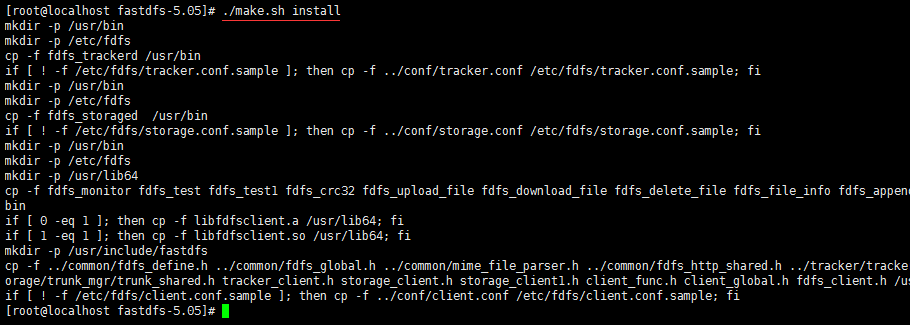 [root@localhost fastdfs-5.05]# ./make.sh install
mkdir -p /usr/bin
mkdir -p /etc/fdfs
cp -f fdfs_trackerd /usr/bin
if [ ! -f /etc/fdfs/tracker.conf.sample ]; then cp -f ../conf/tracker.conf /etc/fdfs/tracker.conf.sample; fi
mkdir -p /usr/bin
mkdir -p /etc/fdfs
cp -f fdfs_storaged  /usr/bin
if [ ! -f /etc/fdfs/storage.conf.sample ]; then cp -f ../conf/storage.conf /etc/fdfs/storage.conf.sample; fi
mkdir -p /usr/bin
mkdir -p /etc/fdfs
mkdir -p /usr/lib64
cp -f fdfs_monitor fdfs_test fdfs_test1 fdfs_crc32 fdfs_upload_file fdfs_download_file fdfs_delete_file fdfs_file_info fdfs_appen
bin
if [ 0 -eq 1 ]; then cp -f libfdfsclient.a /usr/lib64; fi
if [ 1 -eq 1 ]; then cp -f libfdfsclient.so /usr/lib64; fi
mkdir -p /usr/include/fastdfs
cp -f ../common/fdfs_define.h ../common/fdfs_global.h ../common/mime_file_parser.h ../common/fdfs_http_shared.h ../tracker/tracke
orage/trunk_mgr/trunk_shared.h tracker_client.h storage_client.h storage_client1.h client_func.h client_global.h fdfs_client.h /us
if [ ! -f /etc/fdfs/client.conf.sample ]; then cp -f ../conf/client.conf /etc/fdfs/client.conf.sample; fi
[root@localhost fastdfs-5.05]#